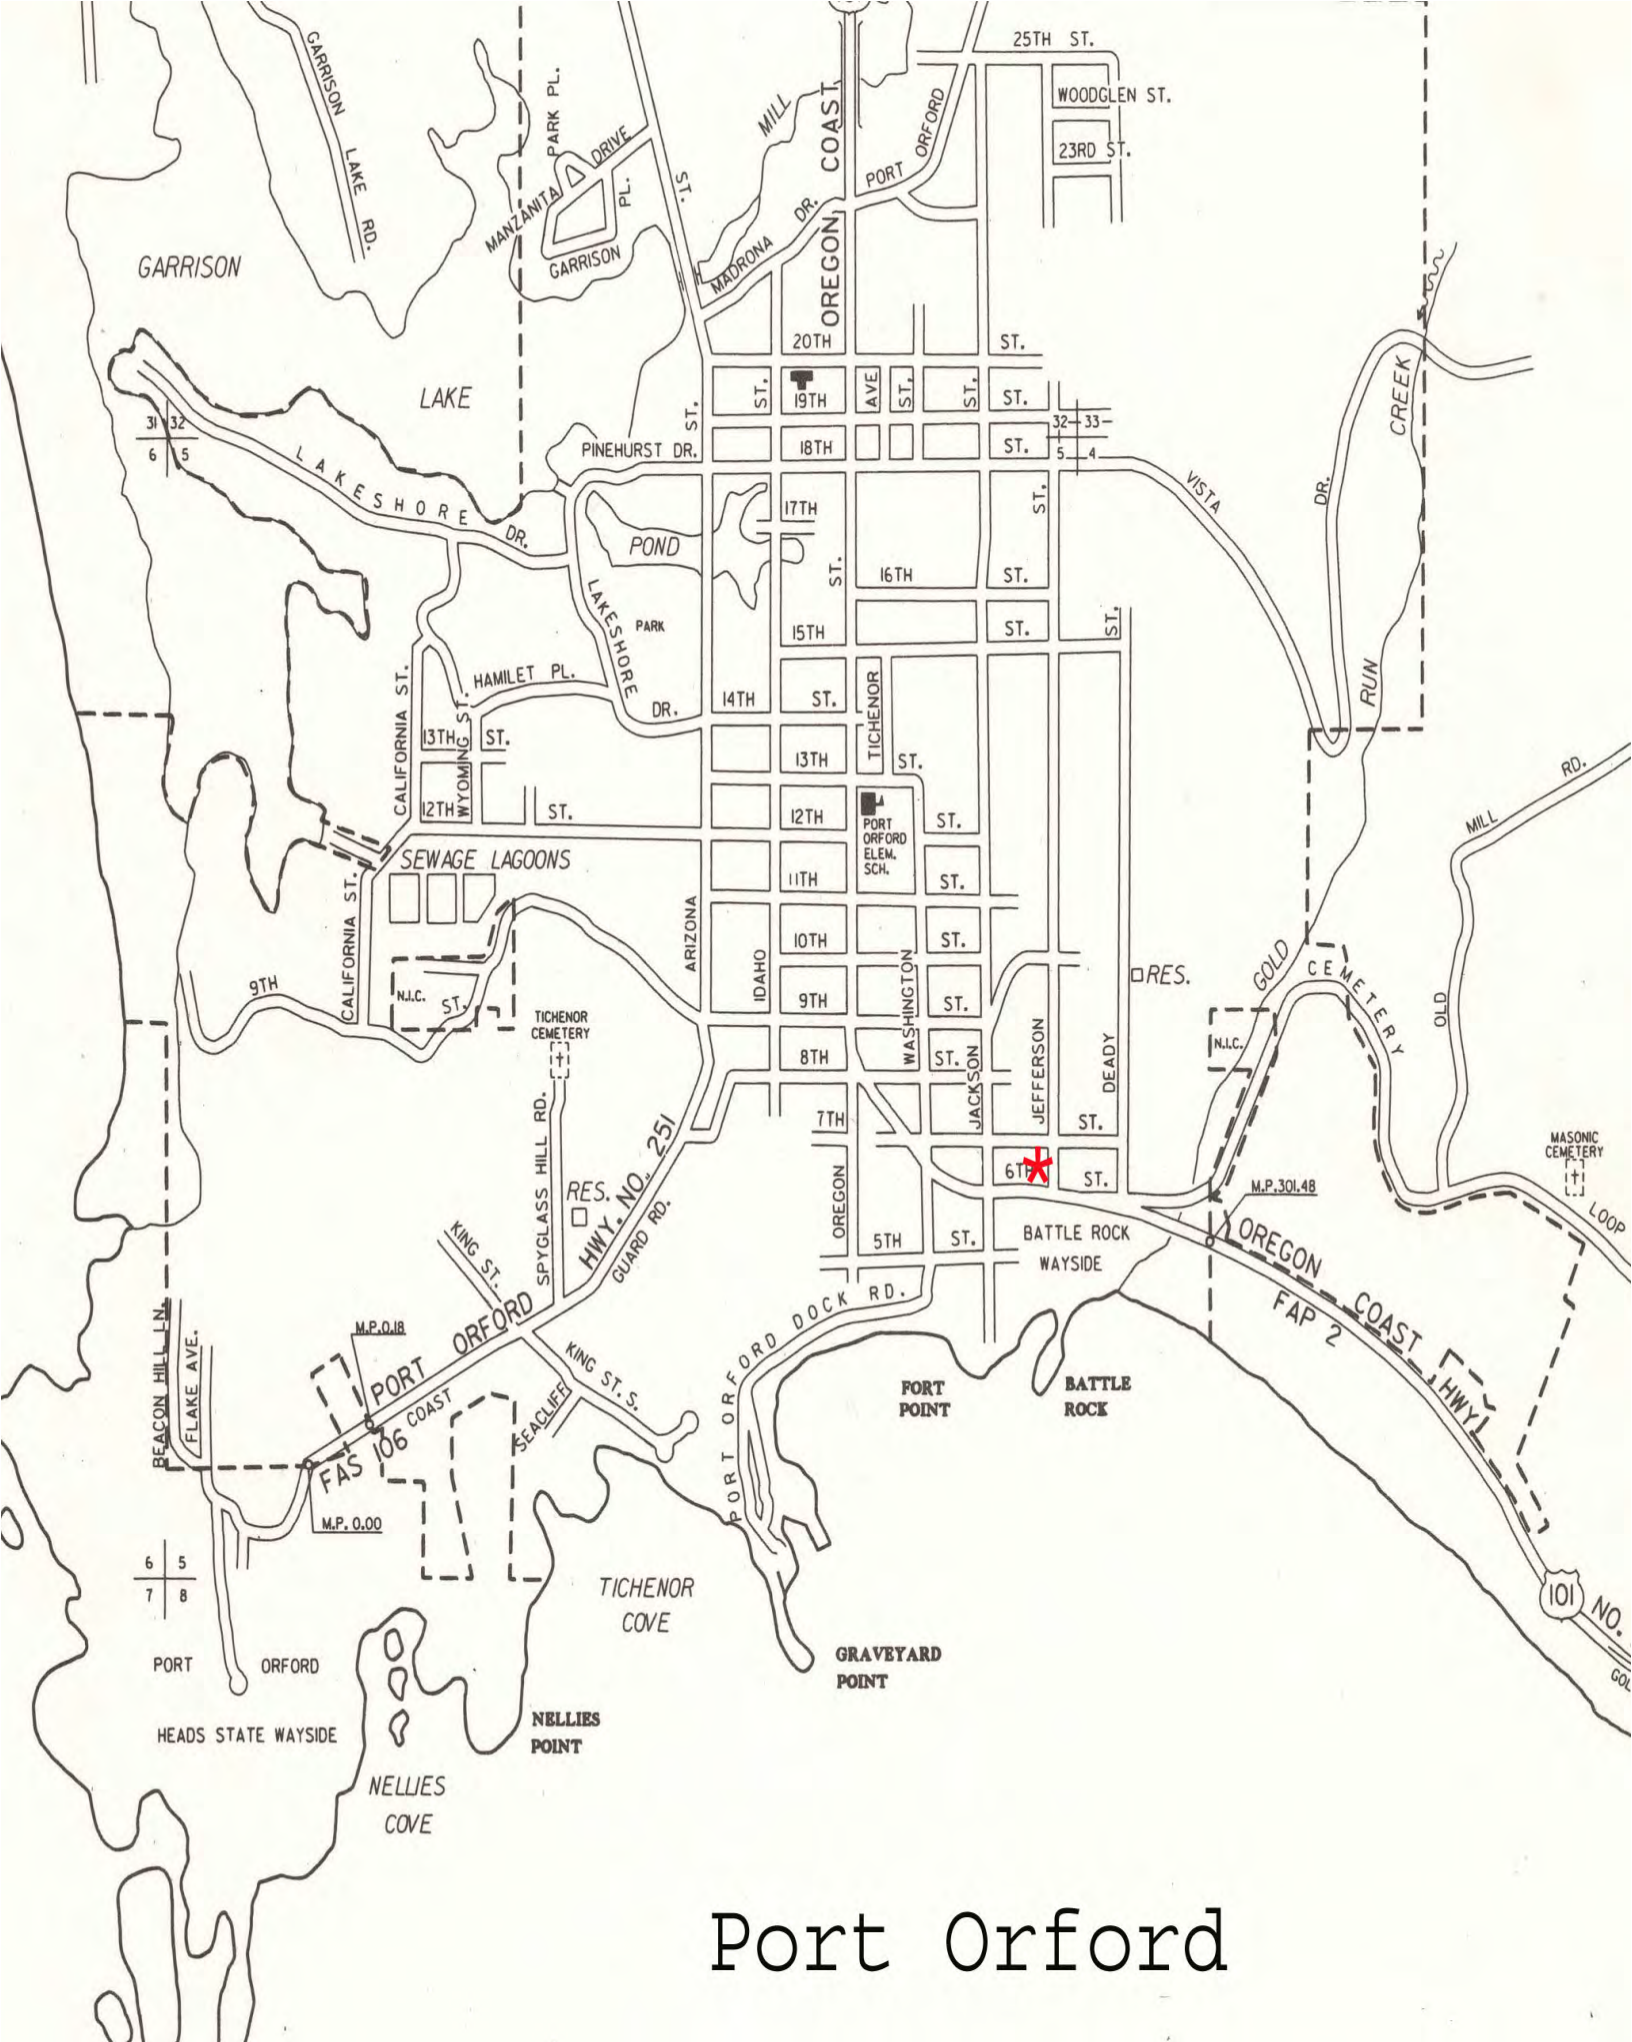 25TH ST.
WOODGLEN ST.
23RD ST.
GARRISON LAKE RD.
PARK PL.
MANZANITA DRIVE
PL.
GARRISON
ST.
MILL
OREGON COAST
PORT ORFORD
MADRONA DR.
GARRISON
LAKE
20TH ST.
ST.
ST.
AVE
ST.
ST.
19TH ST.
18TH ST.
PINEHURST DR.
31 32
6 5
32 33
5 4
LAKESHORE DR.
VISTA DR.
CREEK
17TH
ST.
POND
ST.
16TH ST.
LAKESHORE DR.
PARK
15TH ST.
ST.
HAMILET PL.
14TH ST.
TICHENOR
RUN
CALIFORNIA ST.
WYOMING ST.
13TH ST.
13TH ST.
12TH ST.
12TH ST.
PORT
ORFORD
ELEM.
SCH.
MILL RD.
SEWAGE LAGOONS
11TH ST.
CALIFORNIA ST.
ARIZONA
IDAHO
10TH ST.
WASHINGTON
RES.
GOLD
CEMETERY
OLD
9TH ST.
N.I.C.
9TH ST.
TICHENOR
CEMETERY
8TH ST.
JACKSON
JEFFERSON
DEADY
N.I.C.
7TH ST.
SPYGLASS HILL RD.
HWY. NO. 251
MASONIC
CEMETERY
6TH ST.
*
M.P.301.48
RES.
GUARD RD.
OREGON
LOOP
KING ST.
5TH ST.
BATTLE ROCK
WAYSIDE
OREGON COAST HWY.
FAP 2
PORT ORFORD DOCK RD.
BEACON HILL LN.
FLAKE AVE.
M.P.0.18
PORT ORFORD
COAST
KING ST. S.
SEACLIFF
FORT
POINT
BATTLE
ROCK
FAS 106
M.P. 0.00
6 5
7 8
TICHENOR
COVE
101
NO.
GOL
PORT ORFORD
HEADS STATE WAYSIDE
GRAVEYARD
POINT
NELLIES
POINT
NELLIES
COVE
Port Orford